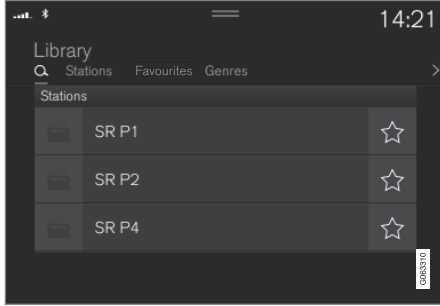 14:21
Library
Stations Favourites Genres
Stations
SR P1
SR P2
SR P4
G063310